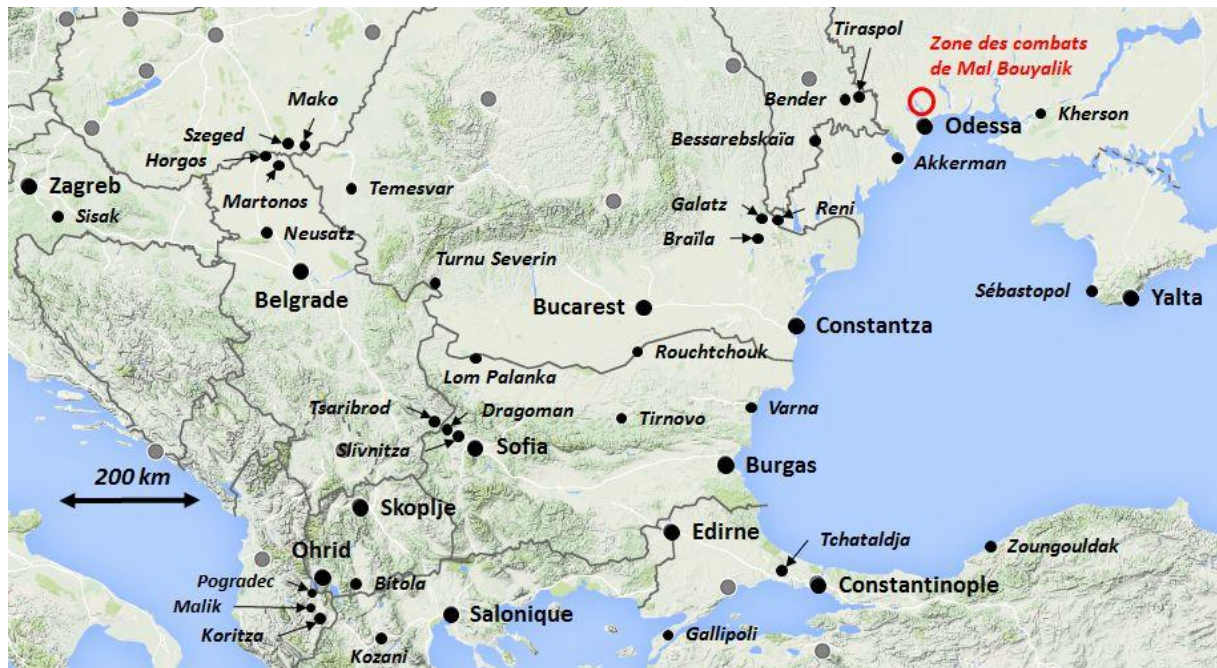 Tiraspol
Zone des combats
de Mal Bouyalik
Mako
Bender
Kherson
Szeged
Odessa
Bessarebskaïa
Horgos
Akkerman
Zagreb
Temesvar
Martonos
Sisak
Galatz
Reni
Neusatz
Braïla
Turnu Severin
Belgrade
Sébastopol
Yalta
Bucarest
Constantza
Rouchtchouk
Lom Palanka
Tsaribrod
Dragoman
Tirnovo
Varna
Slivnitza
Sofia
Burgas
200 km
Skoplje
Edirne
Tchataldja
Ohrid
Zoungouldak
Pogradec
Bitola
Constantinople
Malik
Salonique
Koritza
Gallipoli
Kozani